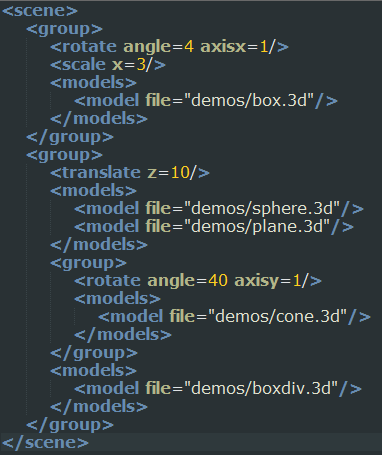 <scene>
<group>
<rotate angle=4 axisx=1/>
<scale x=3/>
<models>
<model file="demos/box.3d"/>
</models>
</group>
<group>
<translate z=10/>
<models>
<model file="demos/sphere.3d"/>
<model file="demos/plane.3d"/>
</models>
<group>
<rotate angle=40 axisy=1/>
<models>
<model file="demos/cone.3d"/>
</models>
</group>
<models>
<model file="demos/boxdiv.3d"/>
</models>
</group>
</scene>